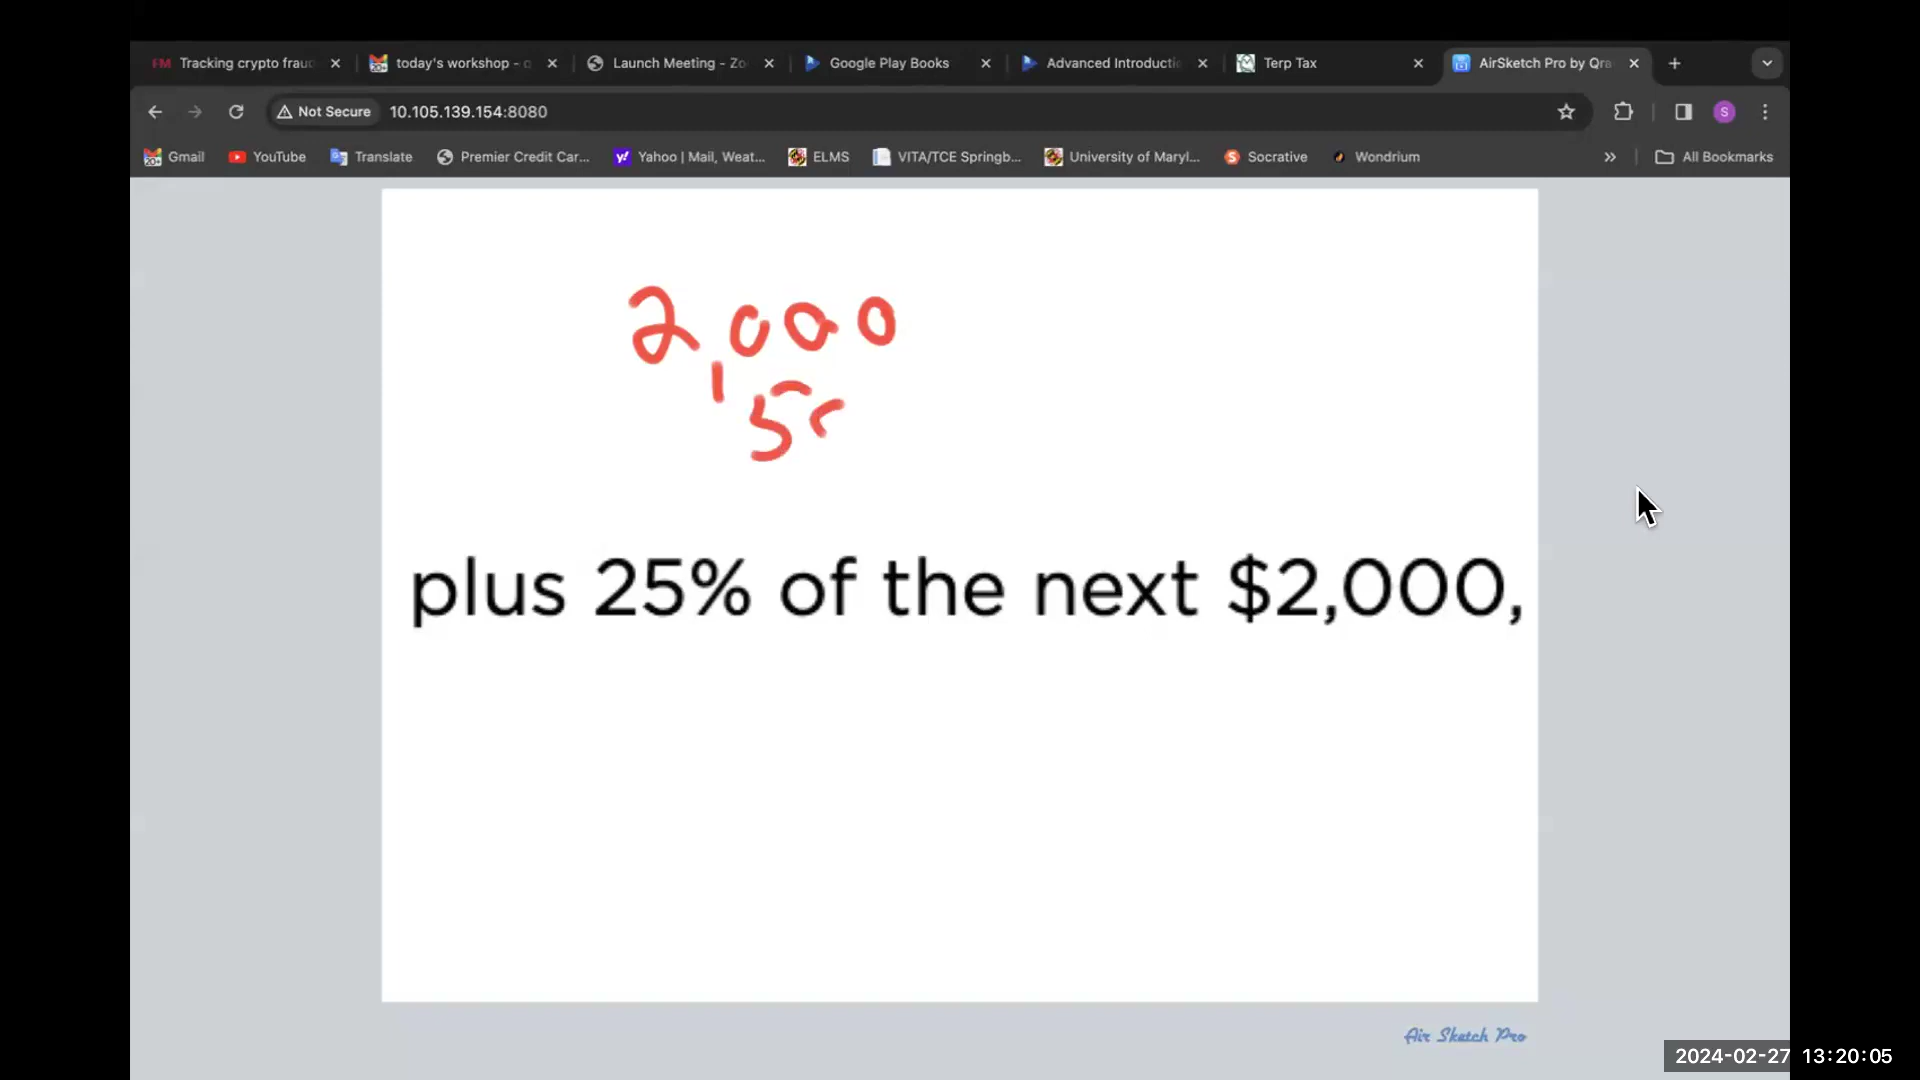 FM Tracking crypto frau
today's workshop -
Launch Meeting - Zo
Google Play Books
Advanced Introducti
Terp Tax
AirSketch Pro by Qra
Not Secure 10.105.139.154:8080
S
Gmail
YouTube
Translate
Premier Credit Car...
Yahoo | Mail, Weat...
ELMS
VITA/TCE Springb...
University of Maryl...
Socrative
Wondrium
All Bookmarks
2,000
5
plus 25% of the next $2,000,
Air Sketch Pro
2024-02-27 13:20:05